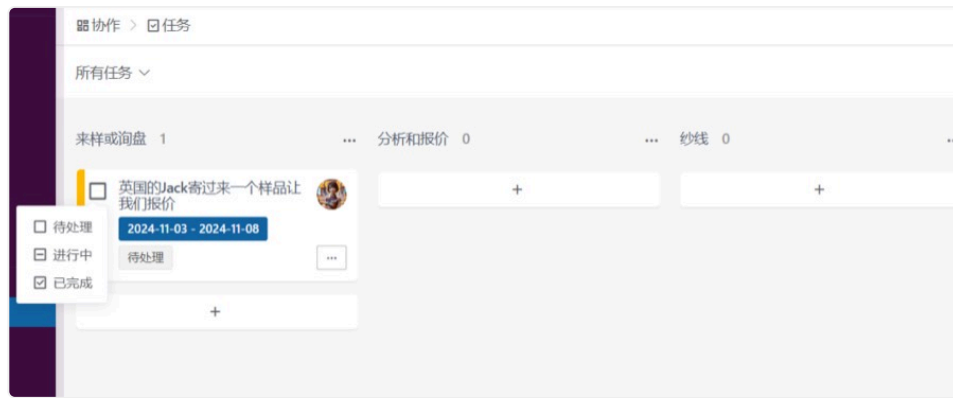 协作 > 任务
所有任务
来样或询盘 1 ...
分析和报价 0 ...
纱线 0
英国的Jack寄过来一个样品让
我们报价
2024-11-03 - 2024-11-08
待处理
...
待处理
进行中
已完成
+
+
+